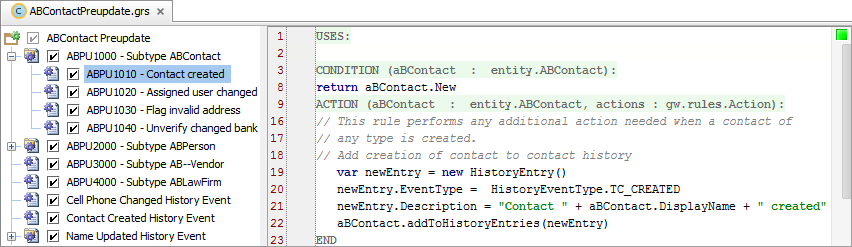 ABContactPreupdate.grs
ABContact Preupdate
ABPU1000 - Subtype ABContact
ABPU1010 - Contact created
ABPU1020 - Assigned user changed
ABPU1030 - Flag invalid address
ABPU1040 - Unverify changed bank
ABPU2000 - Subtype ABPerson
ABPU3000 - Subtype AB--Vendor
ABPU4000 - Subtype ABLawFirm
Cell Phone Changed History Event
Contact Created History Event
Name Updated History Event
1 USES:
2
3 CONDITION (aBContact : entity.ABContact):
8 return aBContact.New
9 ACTION (aBContact : entity.ABContact, actions : gw.rules.Action):
16 // This rule performs any additional action needed when a contact of
17 // any type is created.
18 // Add creation of contact to contact history
19 var newEntry = new HistoryEntry()
20 newEntry.EventType = HistoryEventType.TC_CREATED
21 newEntry.Description = "Contact " + aBContact.DisplayName + " created"
22 aBContact.addToHistoryEntries(newEntry)
23 END